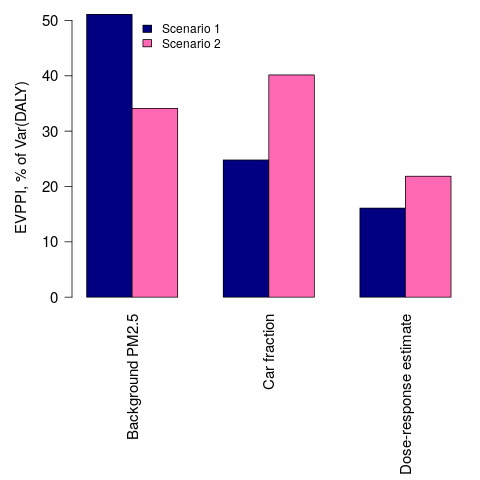 EVPPI, % of Var(DALY)
50
40
30
20
10
0
Scenario 1
Scenario 2
Background PM2.5
Car fraction
Dose-response estimate